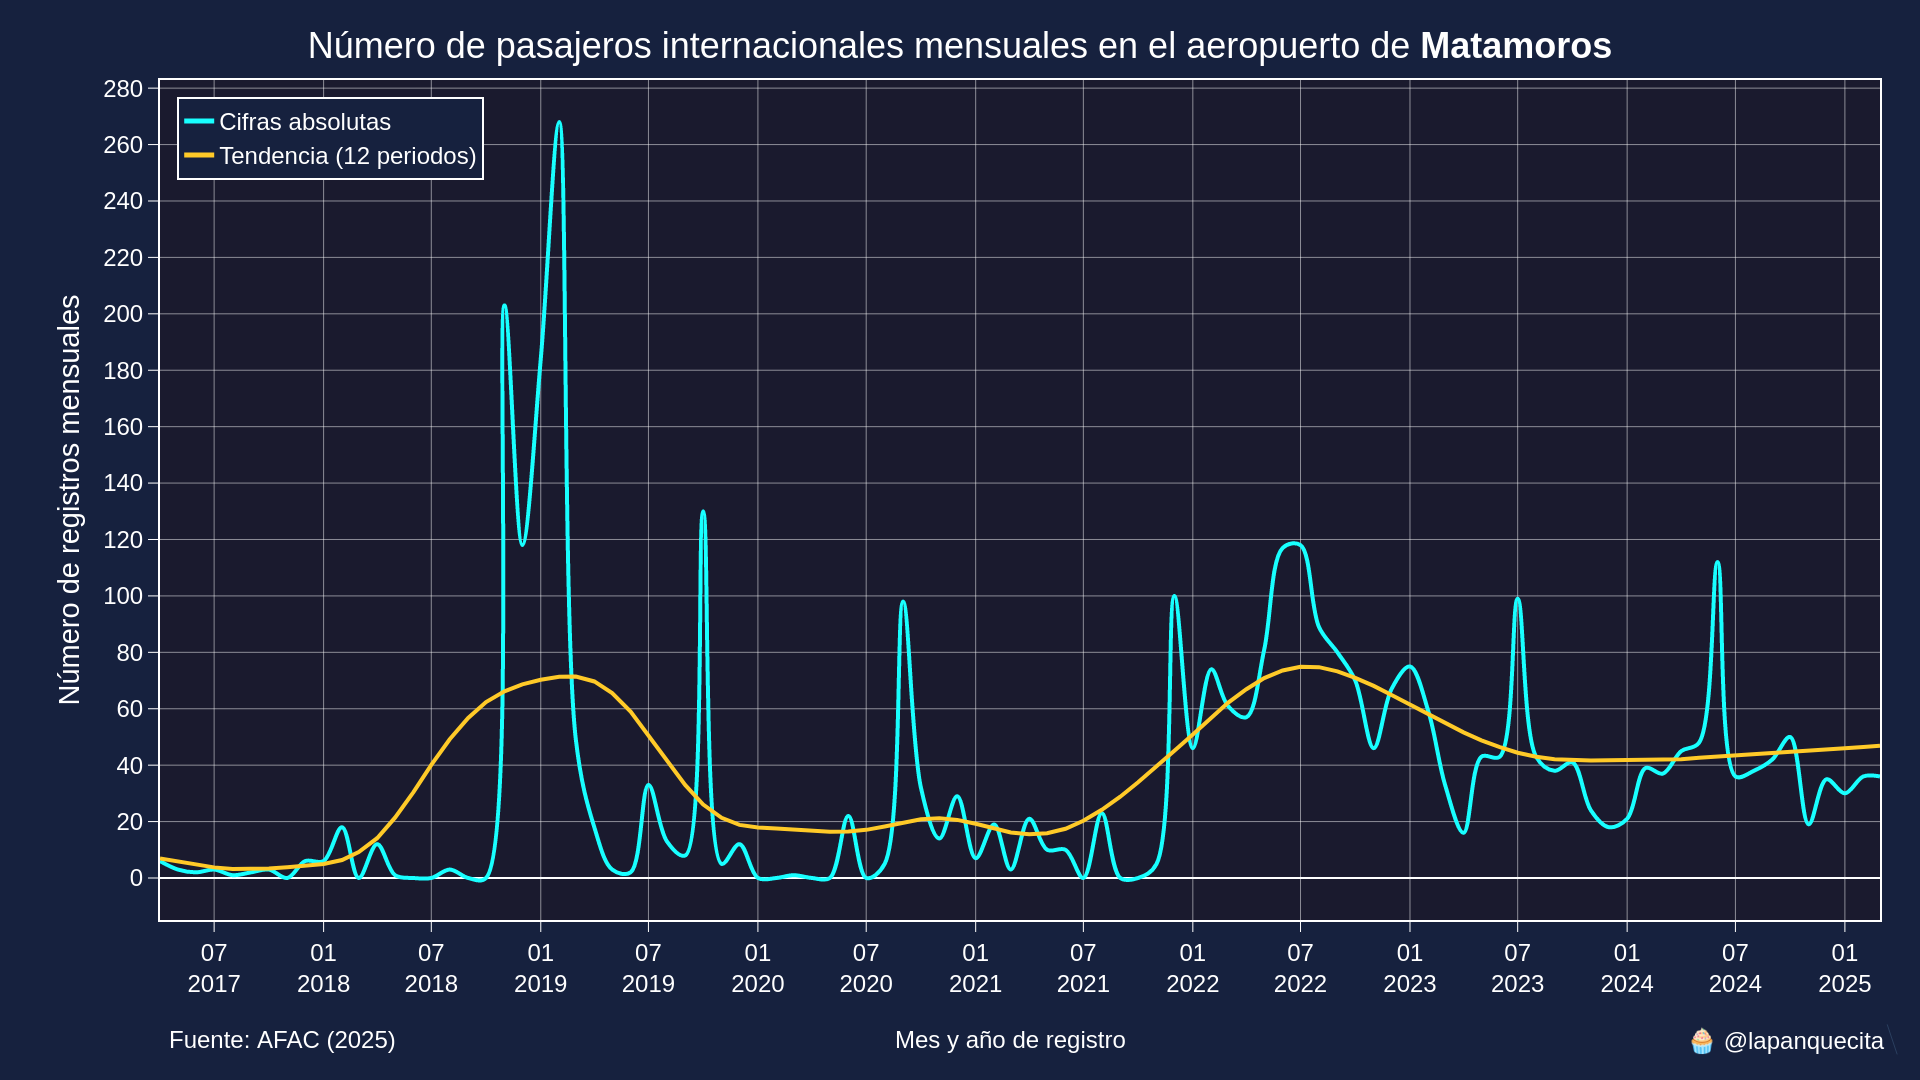 Número de pasajeros internacionales mensuales en el aeropuerto de Matamoros
Cifras absolutas
Tendencia (12 periodos)
Número de registros mensuales
280
260
240
220
200
180
160
140
120
100
80
60
40
20
0
07 01 07 01 07 01 07 01 07 01 07 01 07 01 07 01
2017 2018 2018 2019 2019 2020 2020 2021 2021 2022 2022 2023 2023 2024 2024 2025
Fuente: AFAC (2025)
Mes y año de registro
🧁 @lapanquecita